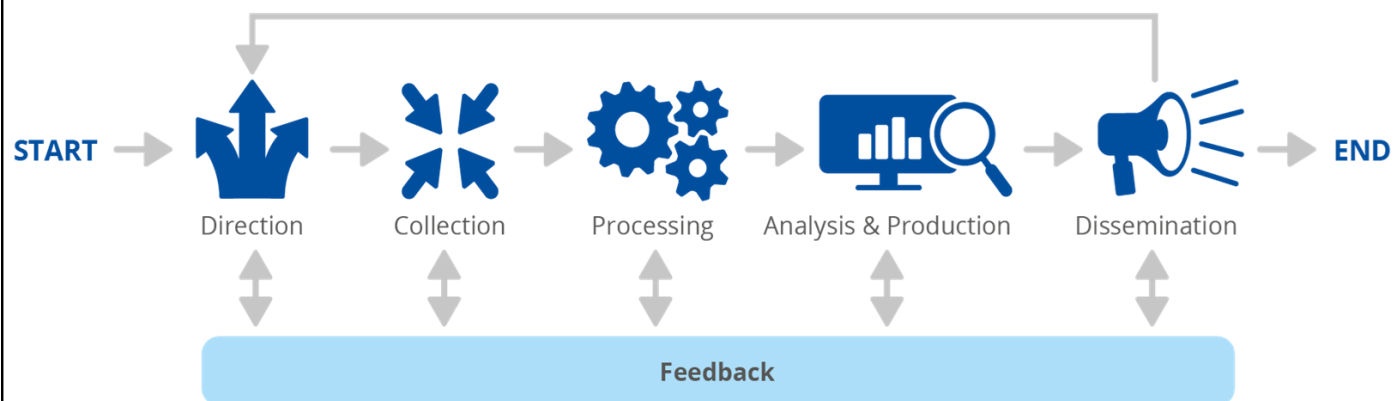 START
END
Direction
Collection
Processing
Analysis & Production
Dissemination
Feedback